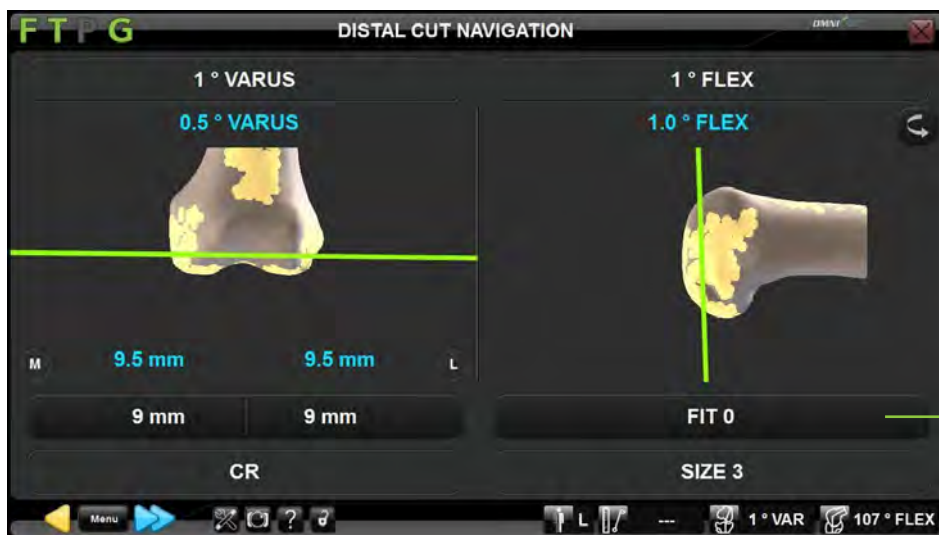 F T P G
DISTAL CUT NAVIGATION
OMNI
1 ° VARUS
1 ° FLEX
0.5 ° VARUS
1.0 ° FLEX
M 9.5 mm 9.5 mm L
9 mm 9 mm
FIT 0
CR
SIZE 3
Menu ? L --- 1 ° VAR 107 ° FLEX